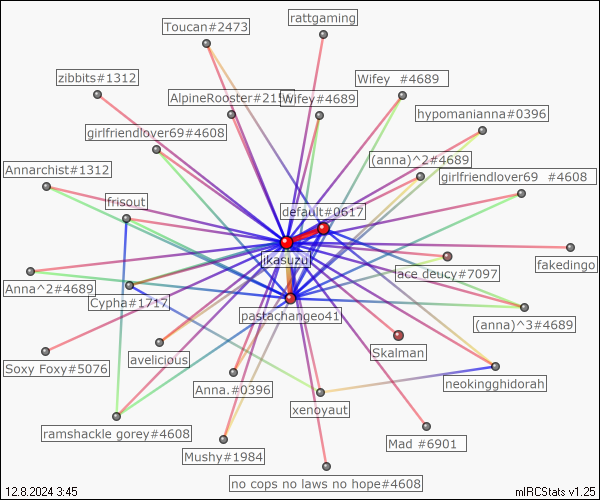 rattgaming
Toucan#2473
zibbits#1312
Wifey  #4689
AlpineRooster#215
Wifey#4689
hypomanianna#0396
girlfriendlover69#4608
(anna)^2#4689
Annarchist#1312
girlfriendlover69  #4608
frisout
default#0617
ikasuzu
fakedingo
ace deucy#7097
Anna^2#4689
Cypha#1717
pastachangeo41
(anna)^3#4689
Skalman
avelicious
Soxy Foxy#5076
Anna.#0396
neokingghidorah
xenoyaut
ramshackle gorey#4608
Mad #6901
Mushy#1984
no cops no laws no hope#4608
12.8.2024 3:45
mIRCStats v1.25